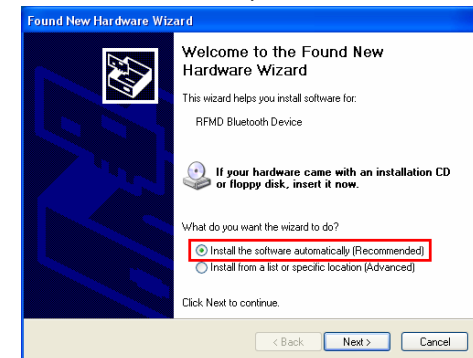 Found New Hardware Wizard
Welcome to the Found New
Hardware Wizard
This wizard helps you install software for:
RFMD Bluetooth Device
If your hardware came with an installation CD
or floppy disk, insert it now.
What do you want the wizard to do?
Install the software automatically (Recommended)
Install from a list or specific location (Advanced)
Click Next to continue.
< Back Next > Cancel